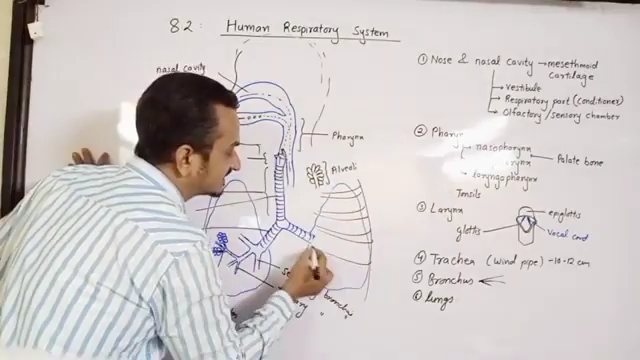 82: Human Respiratory System
nasal cavity
Pharynx
Alveoli
bronchus
① Nose & nasal cavity → mesethmoid
cartilage
→ Vestibule
→ Respiratory part (conditioner)
→ Olfactory / sensory chamber
② Phary
→ nasopharynx
Palate bone
→ laryngopharynx
Tonsils
③ Larynx
epiglottis
glottis
Vocal cord
④ Trachea (wind pipe) -10-12 cm
⑤ Bronchus
⑥ lungs